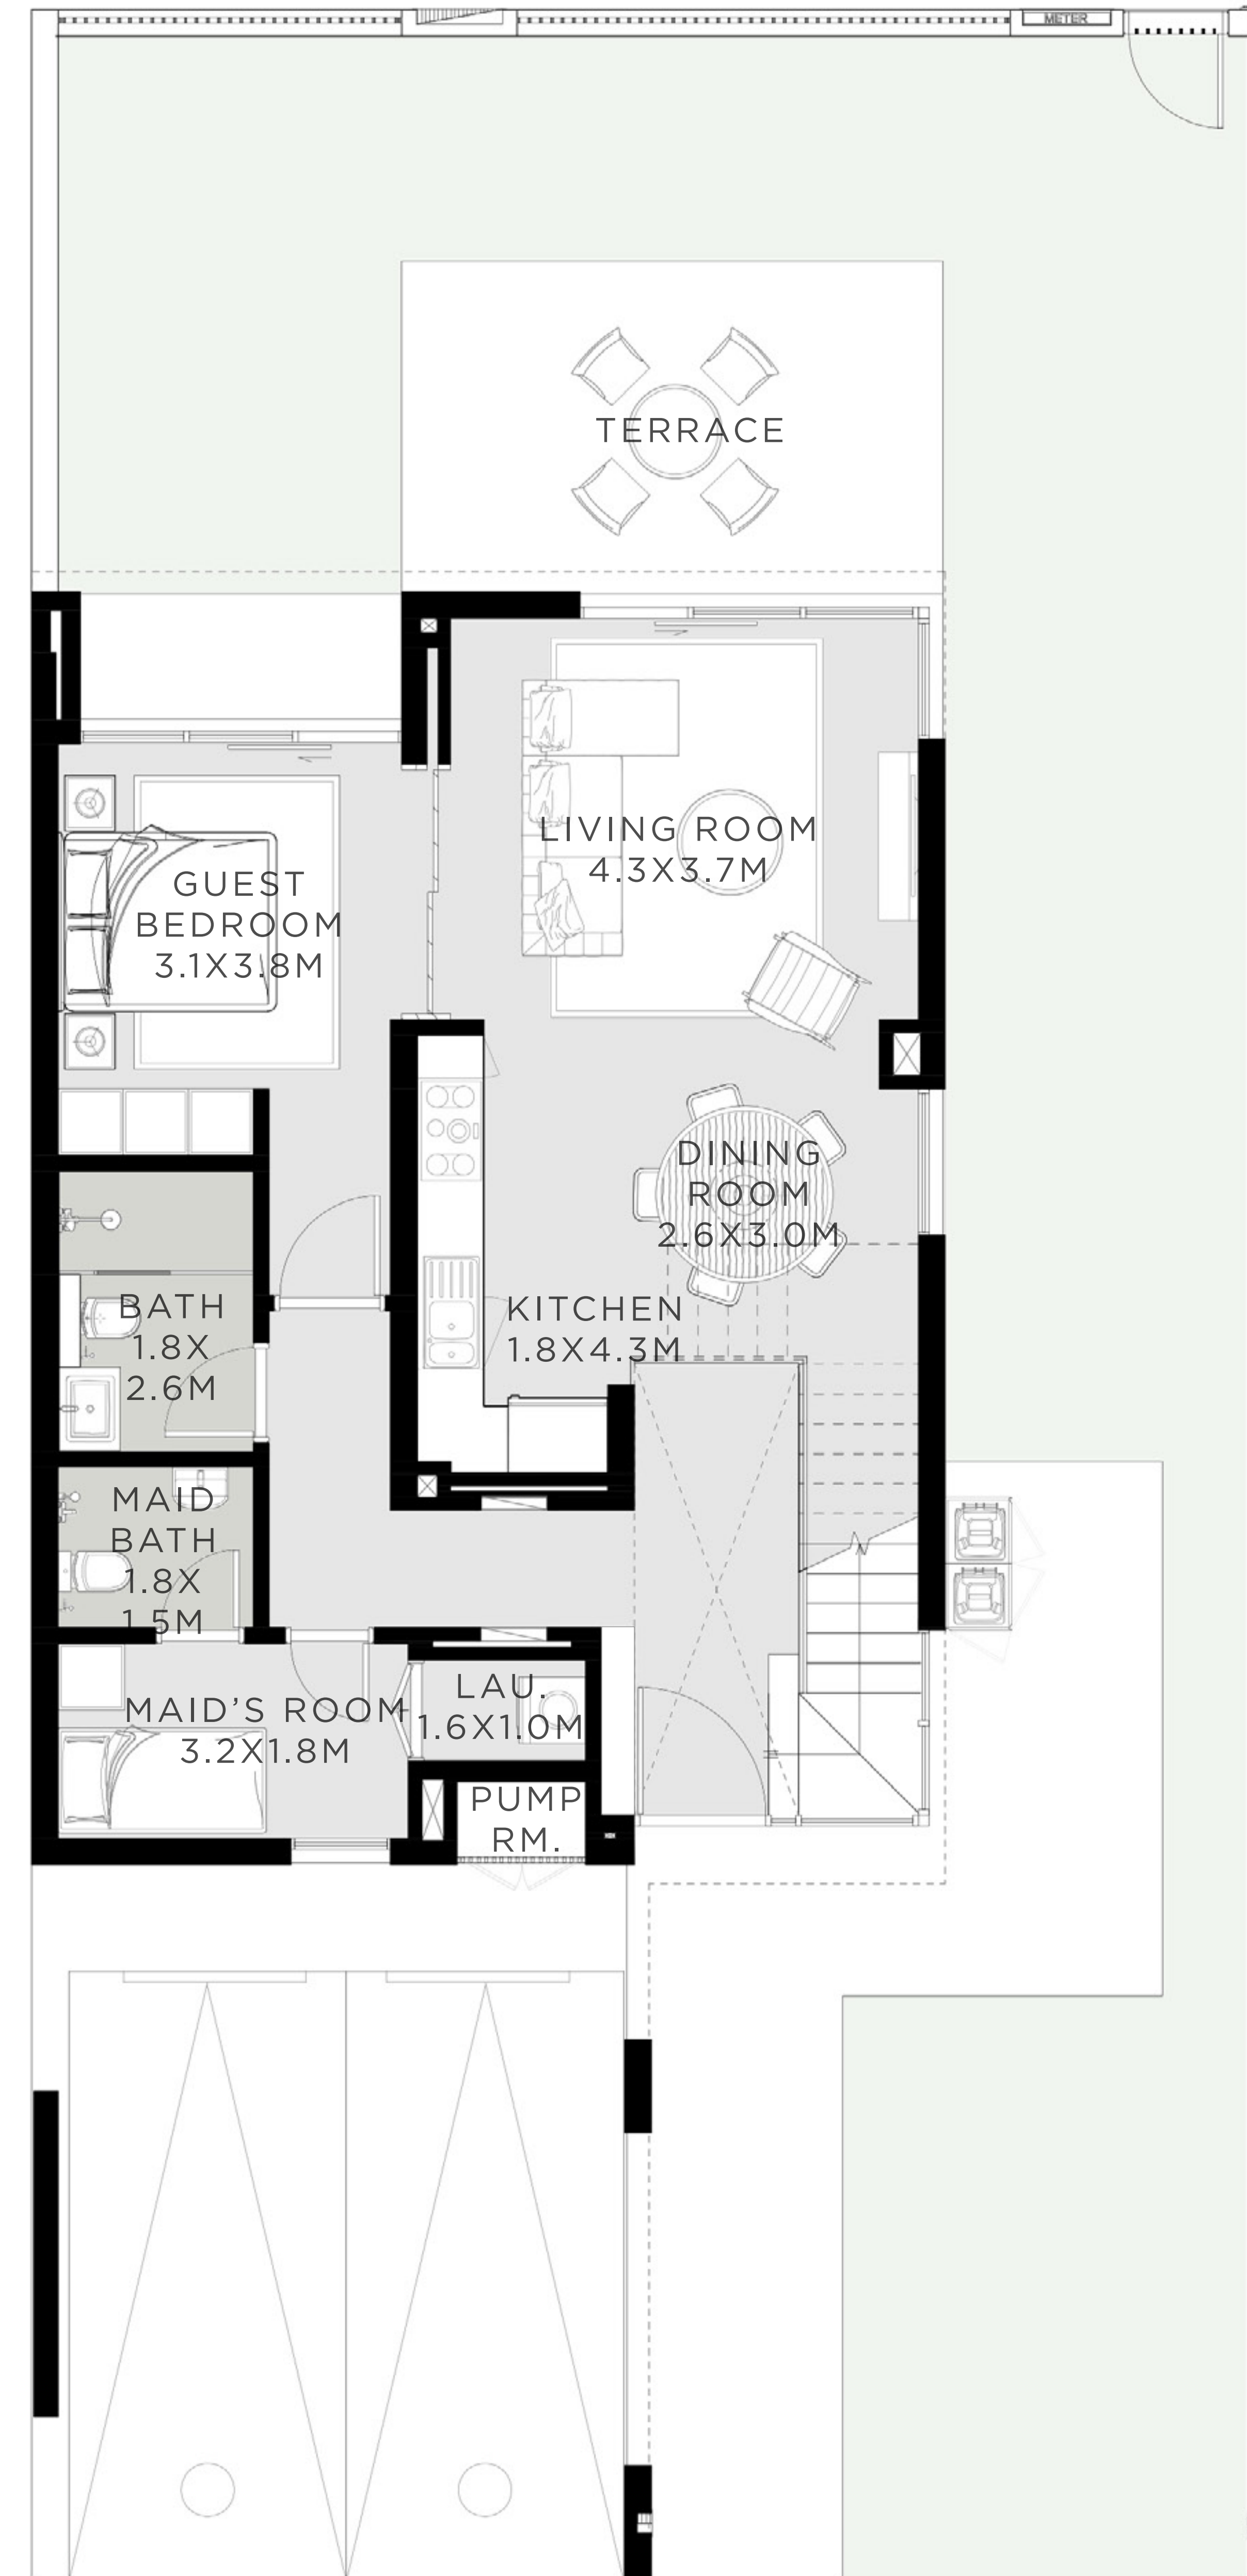 METER
TERRACE
LIVING ROOM
4.3X3.7M
GUEST
BEDROOM
3.1X3.8M
DINING
ROOM
2.6X3.0M
KITCHEN
1.8X4.3M
BATH
1.8X
2.6M
MAID
BATH
1.8X
1.5M
MAID'S ROOM
3.2X1.8M
LAU.
1.6X1.0M
PUMP
RM.